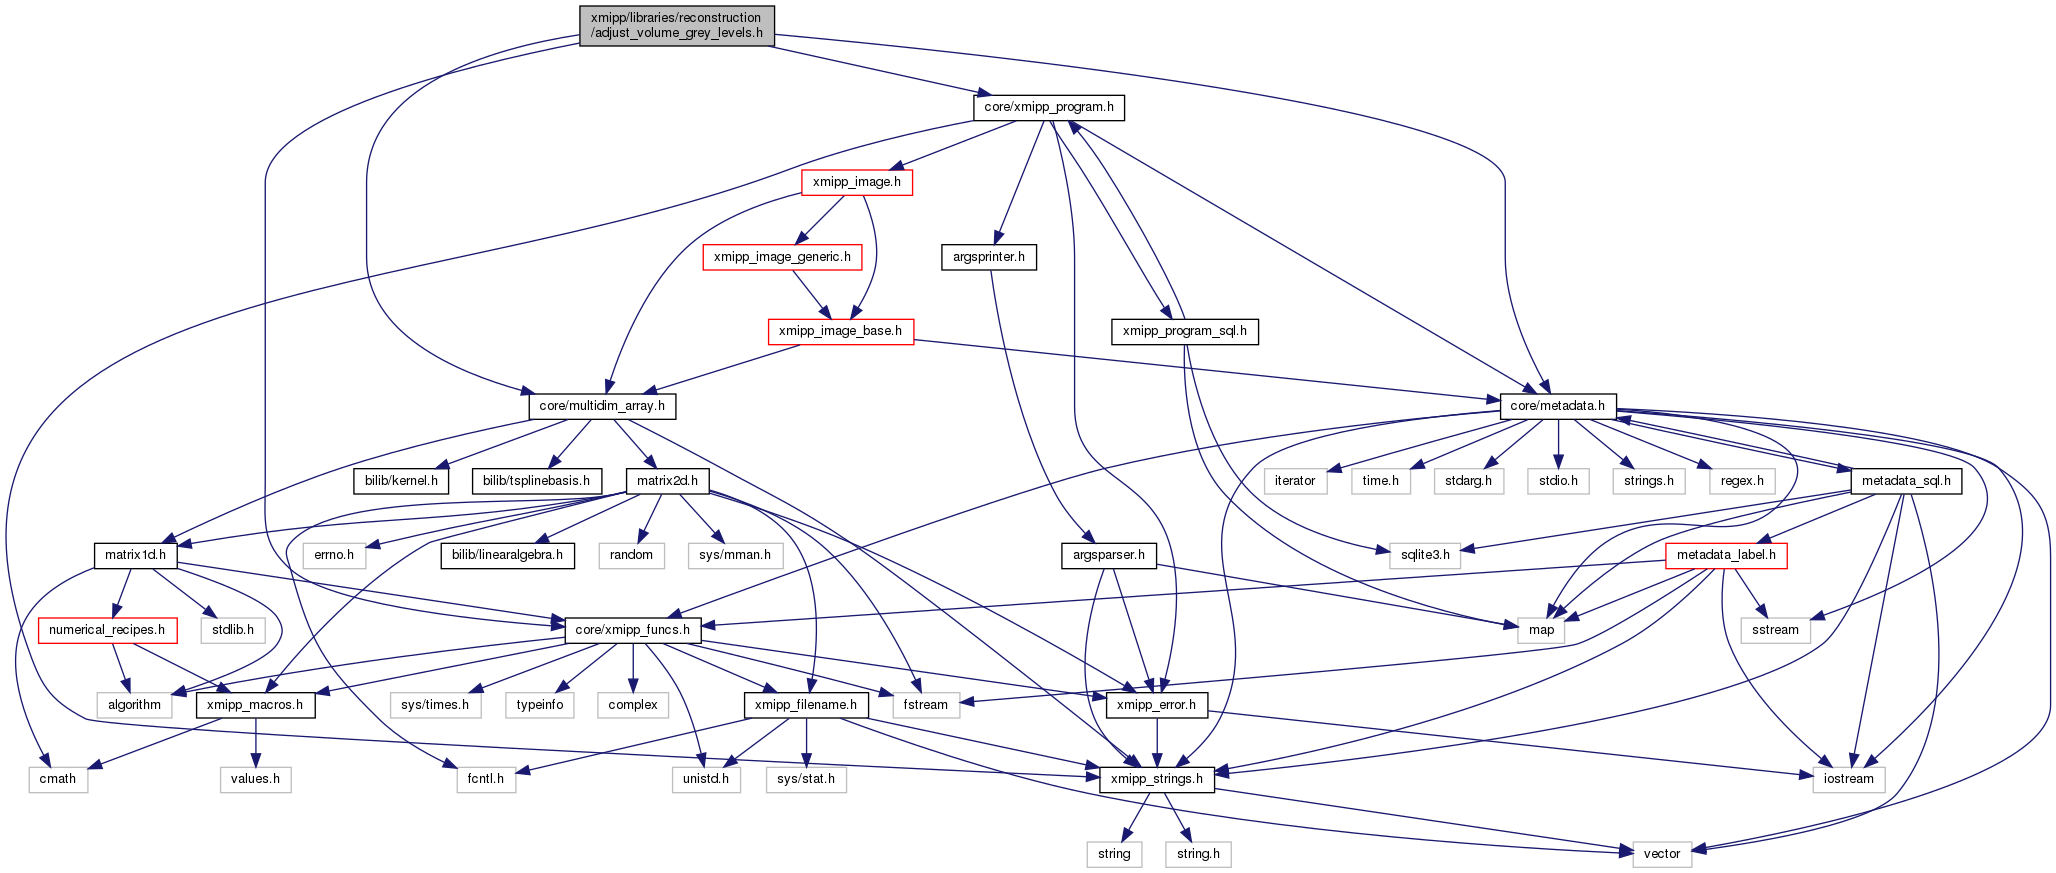 xmipp/libraries/reconstruction
/adjust_volume_grey_levels.h
core/xmipp_program.h
xmipp_image.h
xmipp_image_generic.h
argsprinter.h
xmipp_image_base.h
xmipp_program_sql.h
core/multidim_array.h
core/metadata.h
bilib/kernel.h
bilib/tsplinebasis.h
matrix2d.h
iterator
time.h
stdarg.h
stdio.h
strings.h
regex.h
metadata_sql.h
matrix1d.h
errno.h
bilib/linearalgebra.h
random
sys/mman.h
argsparser.h
sqlite3.h
metadata_label.h
numerical_recipes.h
stdlib.h
core/xmipp_funcs.h
map
sstream
algorithm
xmipp_macros.h
sys/times.h
typeinfo
complex
xmipp_filename.h
fstream
xmipp_error.h
cmath
values.h
fcntl.h
unistd.h
sys/stat.h
xmipp_strings.h
iostream
string
string.h
vector